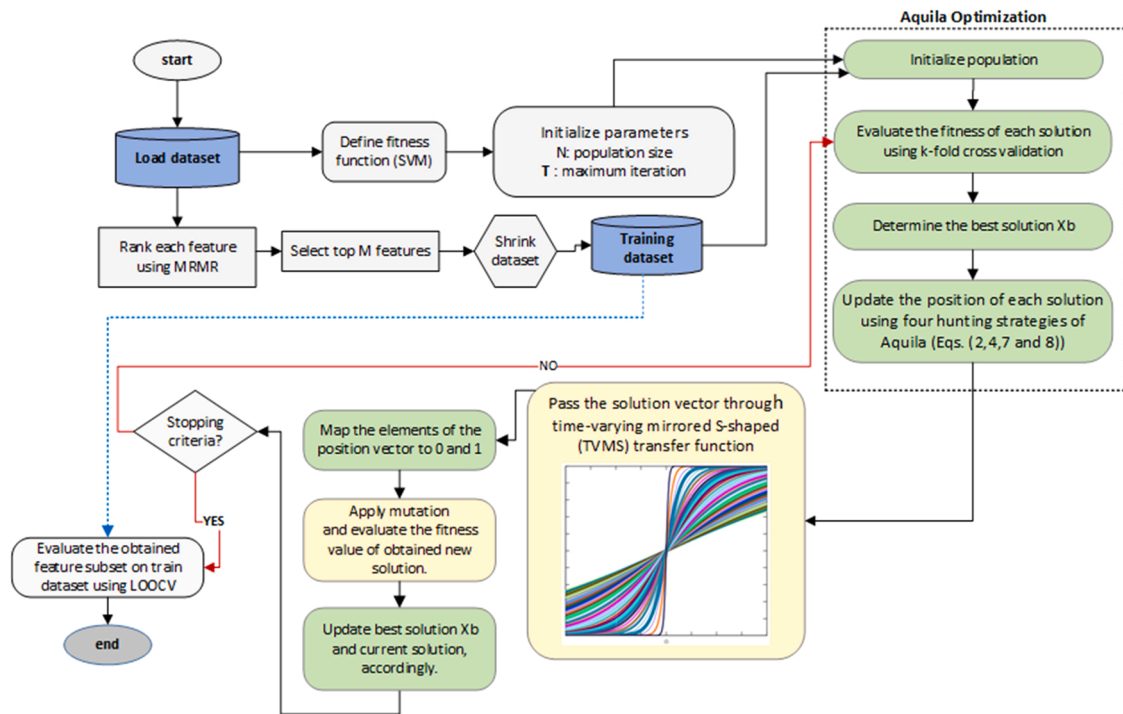 Aquila Optimization
start
Initialize population
Load dataset
Define fitness
function (SVM)
Initialize parameters
N: population size
T : maximum iteration
Evaluate the fitness of each solution
using k-fold cross validation
Rank each feature
using MRMR
Select top M features
Shrink
dataset
Training
dataset
Determine the best solution Xb
Update the position of each solution
using four hunting strategies of
Aquila (Eqs. (2,4,7 and 8))
NO
Stopping
criteria?
Map the elements of the
position vector to 0 and 1
Pass the solution vector through
time-varying mirrored S-shaped
(TVMS) transfer function
YES
Apply mutation
and evaluate the fitness
value of obtained new
solution.
Evaluate the obtained
feature subset on train
dataset using LOOCV
Update best solution Xb
and current solution,
accordingly.
end